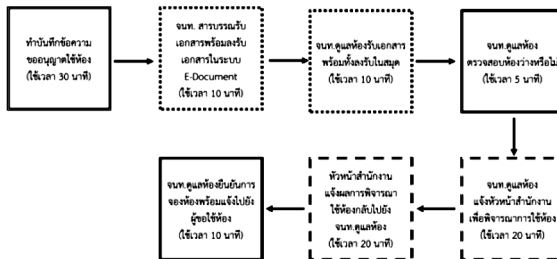 ทำบันทึกข้อความ
ขออนุญาตใช้ห้อง
(ใช้เวลา 30 นาที)
จนท. สารบรรณรับ
เอกสารพร้อมลงรับ
เอกสารในระบบ
E-Document
(ใช้เวลา 10 นาที)
จนท.ดูแลห้องรับเอกสาร
พร้อมทั้งลงรับในสมุด
(ใช้เวลา 10 นาที)
จนท.ดูแลห้อง
ตรวจสอบห้องว่างหรือไม่
(ใช้เวลา 5 นาที)
จนท.ดูแลห้อง
แจ้งหัวหน้าสำนักงาน
เพื่อพิจารณาการใช้ห้อง
(ใช้เวลา 20 นาที)
หัวหน้าสำนักงาน
แจ้งผลการพิจารณา
ใช้ห้องกลับไปยัง
จนท.ดูแลห้อง
(ใช้เวลา 20 นาที)
จนท.ดูแลห้องยืนยันการ
จองห้องพร้อมแจ้งไปยัง
ผู้ขอใช้ห้อง
(ใช้เวลา 10 นาที)